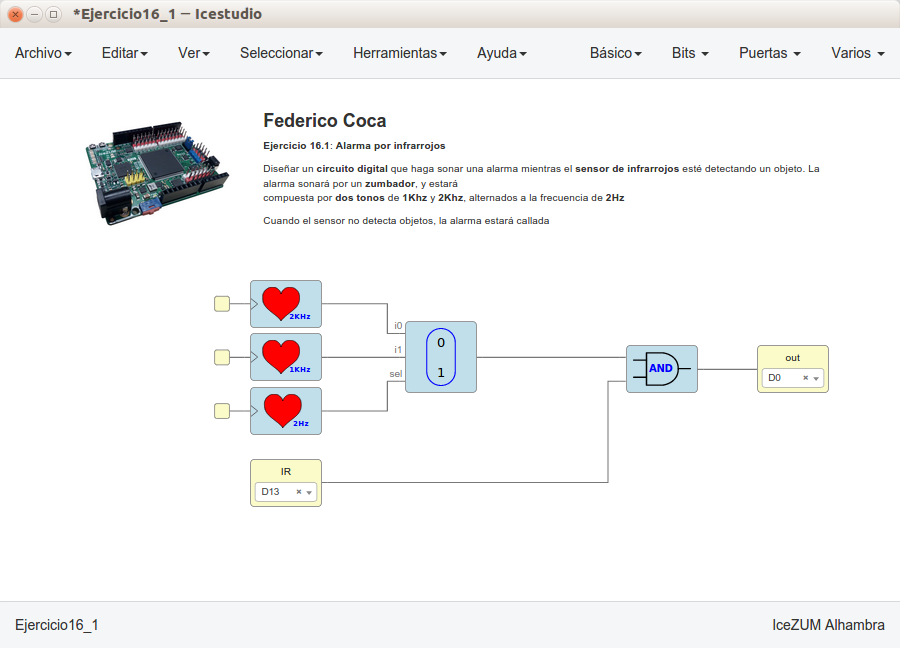 *Ejercicio16_1 — Icestudio
Archivo Editar Ver Seleccionar Herramientas Ayuda Básico Bits Puertas Varios
Federico Coca
Ejercicio 16.1: Alarma por infrarrojos
Diseñar un circuito digital que haga sonar una alarma mientras el sensor de infrarrojos esté detectando un objeto. La
alarma sonará por un zumbador, y estará
compuesta por dos tonos de 1Khz y 2Khz, alternados a la frecuencia de 2Hz
Cuando el sensor no detecta objetos, la alarma estará callada
2KHz
i0
0
i1
1KHz
sel
1
2Hz
AND
out
D0
IR
D13
Ejercicio16_1
IceZUM Alhambra